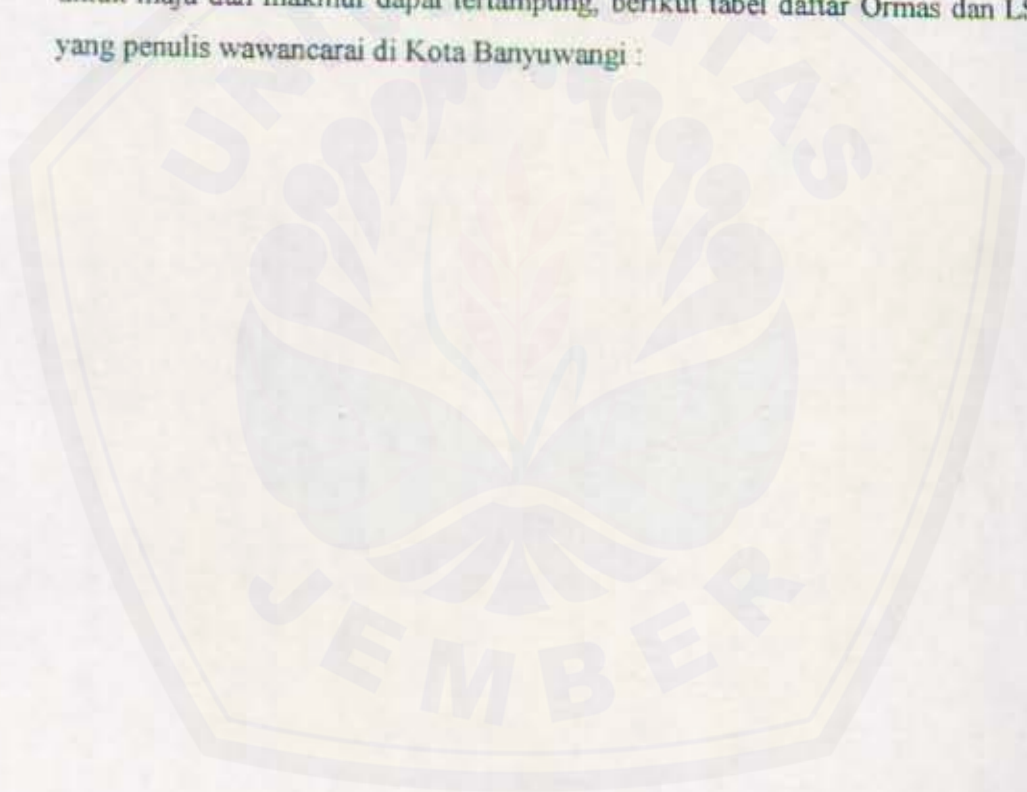 untuk maju dan makmur dapat tertampung, berikut tabel daftar Ormas dan LS
yang penulis wawancarai di Kota Banyuwangi :
UNIVERSITAS
JEMBER